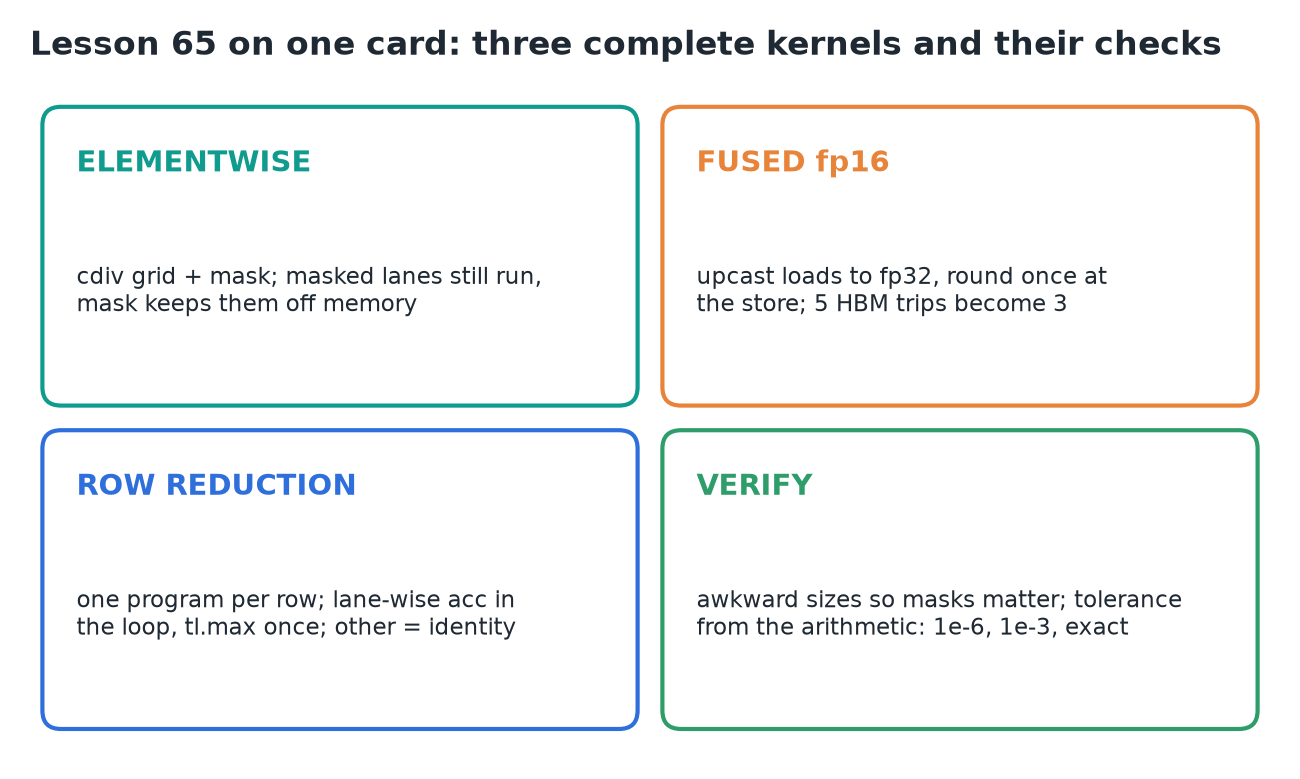 Lesson 65 on one card: three complete kernels and their checks
ELEMENTWISE
cdiv grid + mask; masked lanes still run,
mask keeps them off memory
FUSED fp16
upcast loads to fp32, round once at
the store; 5 HBM trips become 3
ROW REDUCTION
one program per row; lane-wise acc in
the loop, tl.max once; other = identity
VERIFY
awkward sizes so masks matter; tolerance
from the arithmetic: 1e-6, 1e-3, exact